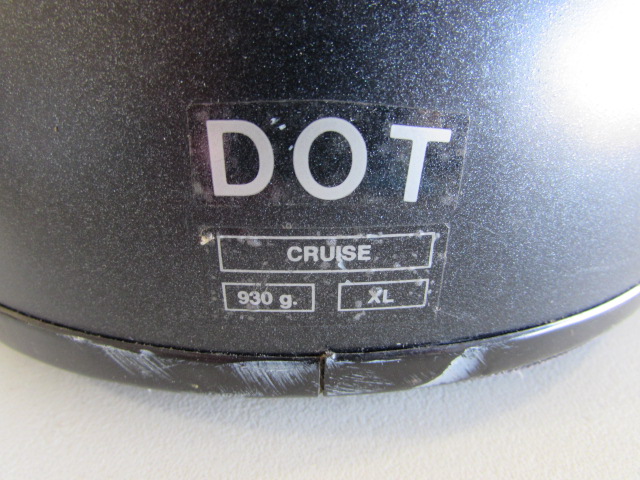 DOT
CRUISE
930 g. XL